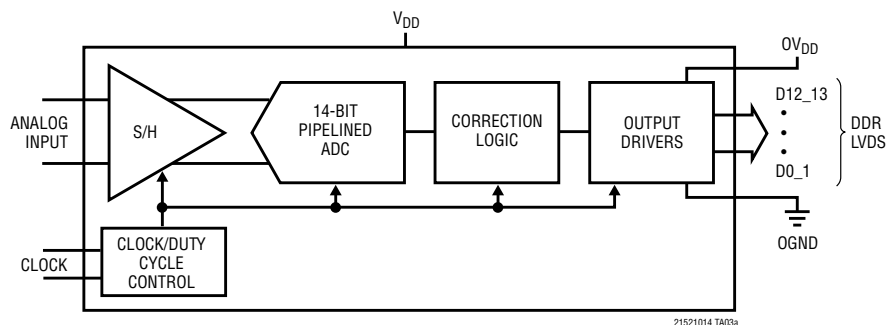 VDD
OVDD
ANALOG
INPUT
S/H
14-BIT
PIPELINED
ADC
CORRECTION
LOGIC
OUTPUT
DRIVERS
D12_13
•
•
•
D0_1
DDR
LVDS
OGND
CLOCK
CLOCK/DUTY
CYCLE
CONTROL
21521014 TA03a